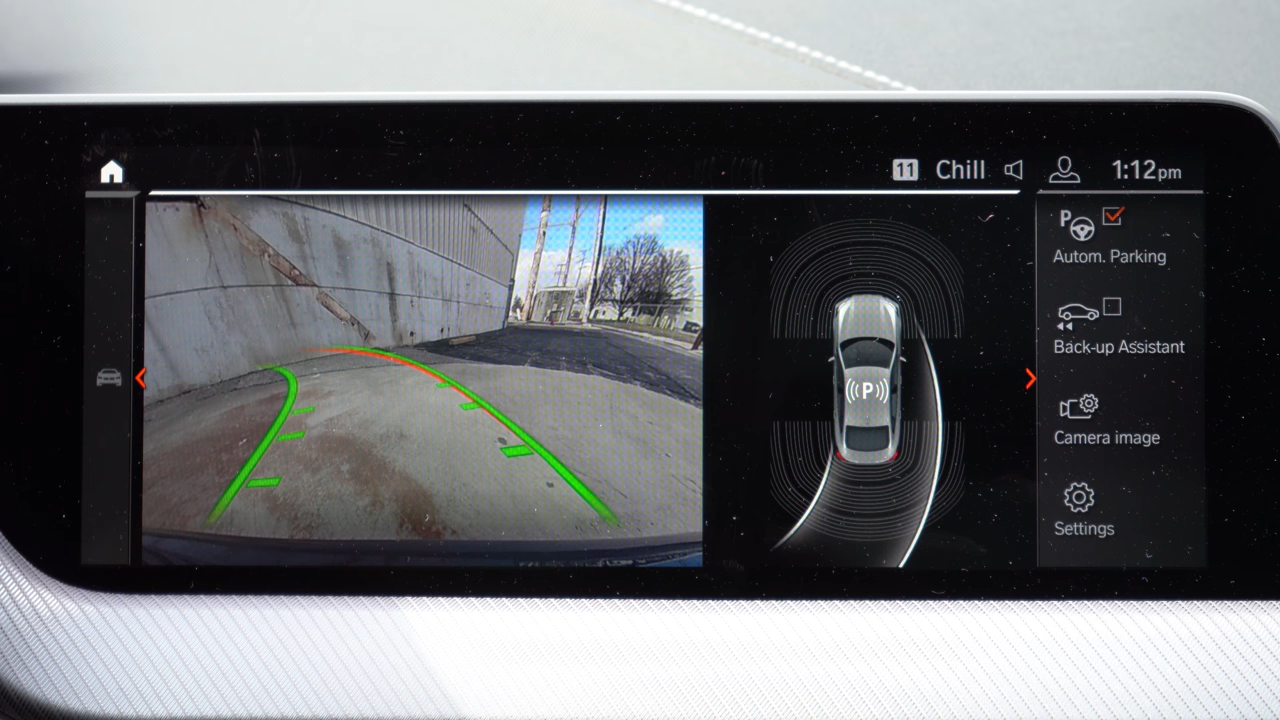 11 Chill 1:12pm
P
Autom. Parking
Back-up Assistant
P
Camera image
Settings